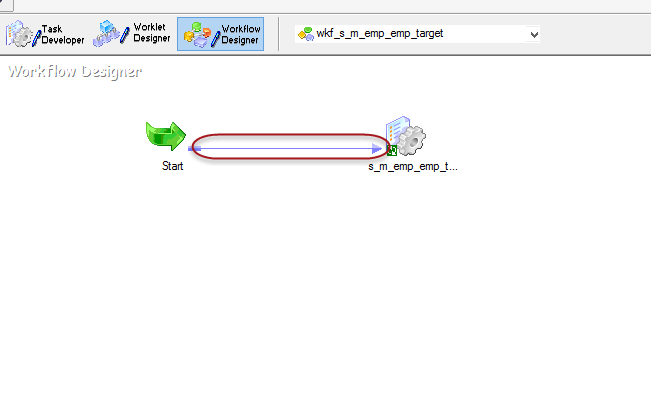 Task
Developer
Worklet
Designer
Workflow
Designer
wkf_s_m_emp_emp_target
Workflow Designer
Start
s_m_emp_emp_t...